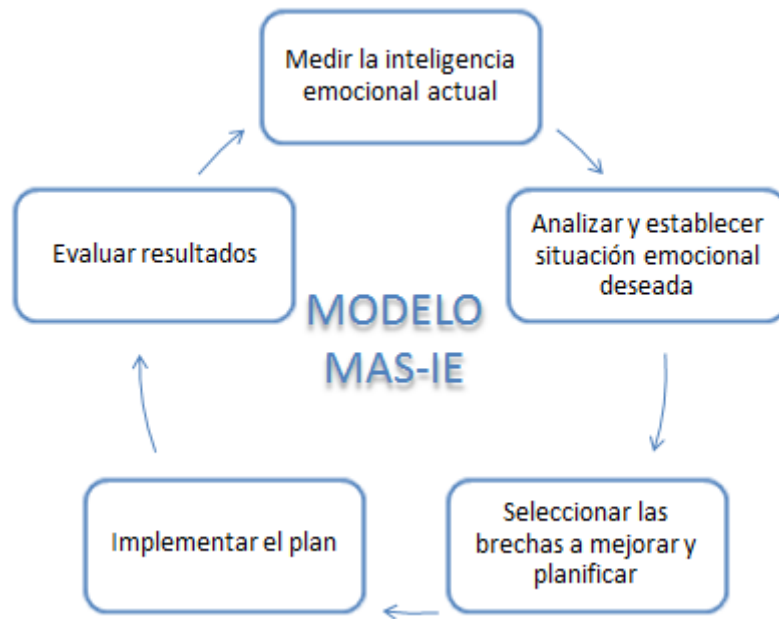 Medir la inteligencia
emocional actual
Analizar y establecer
situación emocional
deseada
Seleccionar las
brechas a mejorar y
planificar
Implementar el plan
Evaluar resultados
MODELO
MAS-IE